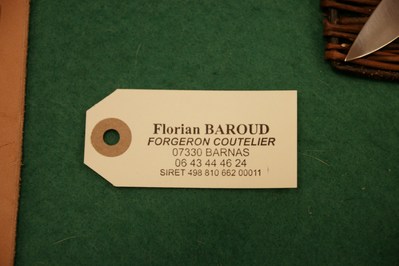 Florian BAROUD
FORGERON COUTELIER
07330 BARNAS
06 43 44 46 24
SIRET 498 810 662 00011